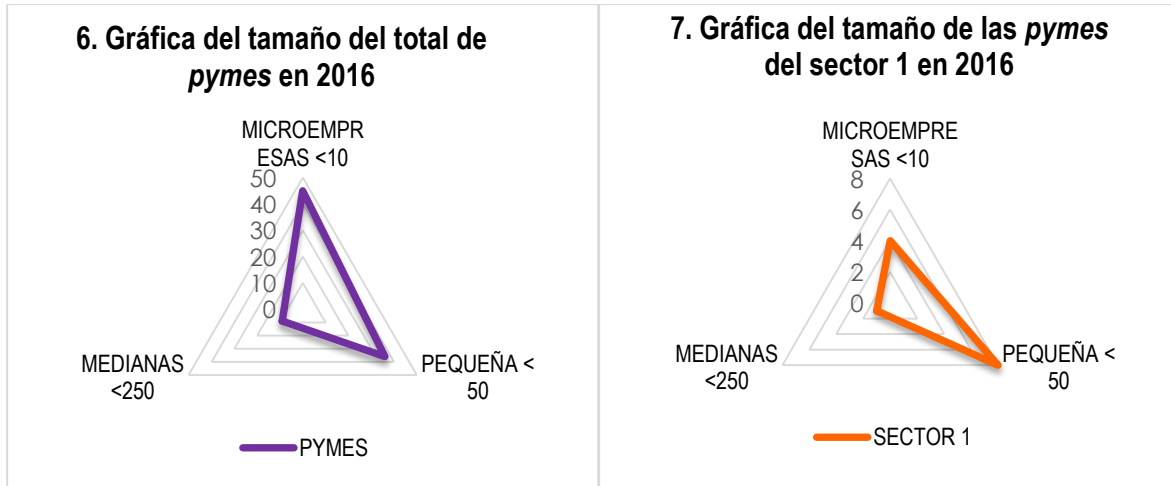 6. Gráfica del tamaño del total de
pymes en 2016
MICROEMPR
ESAS <10
50
40
30
20
10
0
MEDIANAS
<250
PEQUEÑA <
50
PYMES
7. Gráfica del tamaño de las pymes
del sector 1 en 2016
MICROEMPRE
SAS <10
8
6
4
2
0
MEDIANAS
<250
PEQUEÑA <
50
SECTOR 1